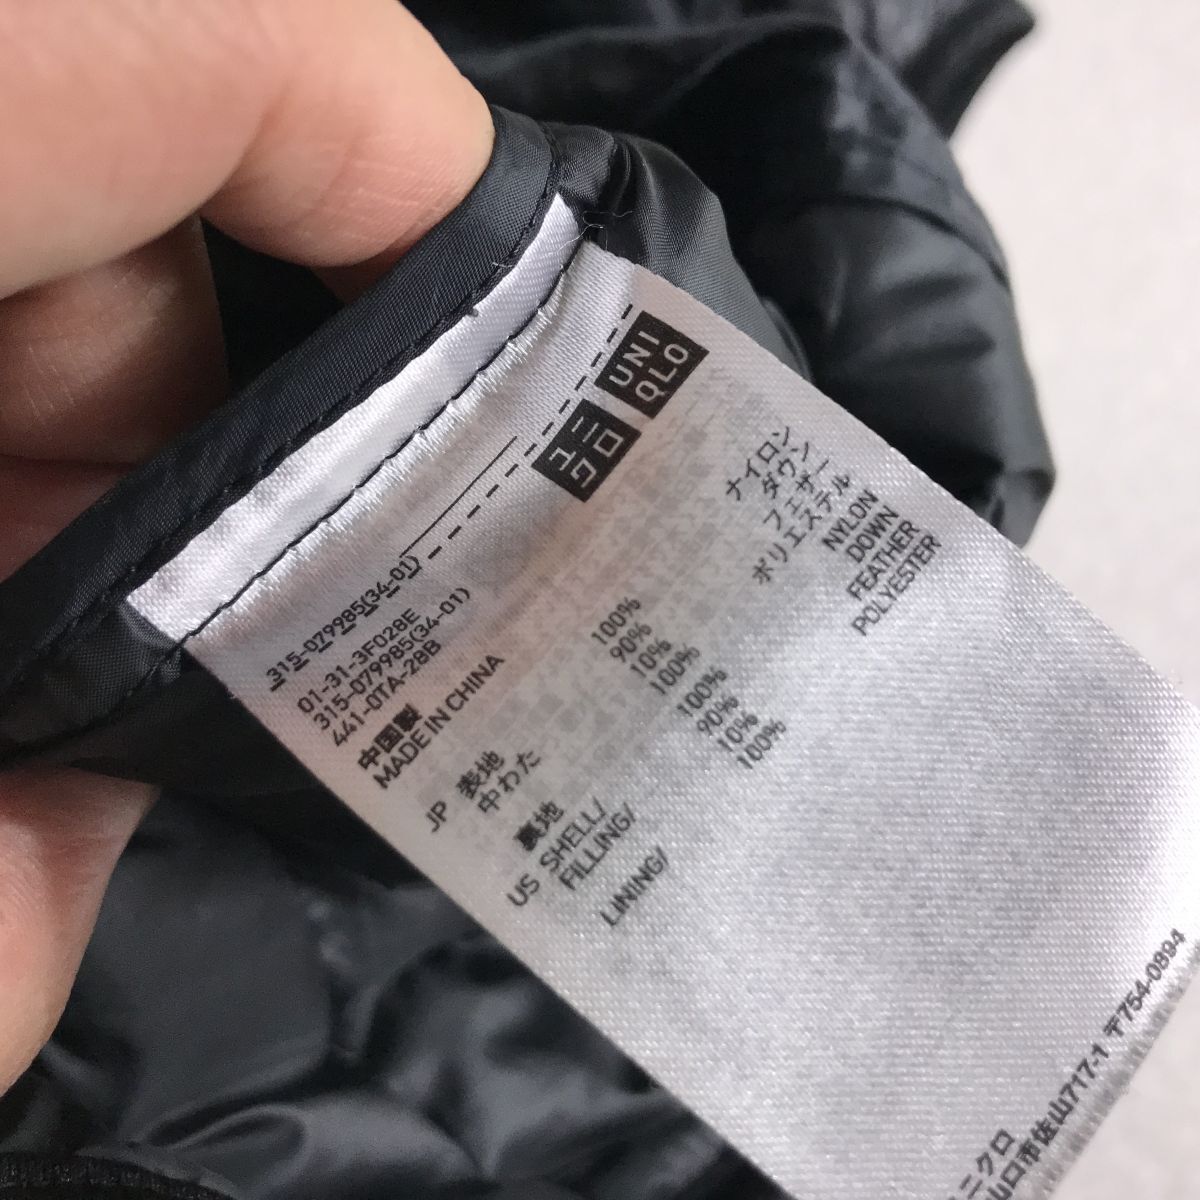 ユニクロ
UNI
QLO
315-079985(34-01)
01-31-3F028E
315-079985(34-01)
441-0TA-28B
中国製
MADE IN CHINA
JP 表地 100% ナイロン
中わた 90% ダウン
10% フェザー
裏地 100% ポリエステル
US SHELL/ 100% NYLON
FILLING/ 90% DOWN
10% FEATHER
LINING/ 100% POLYESTER
ニクロ
山口市佐山717-1 〒754-0894